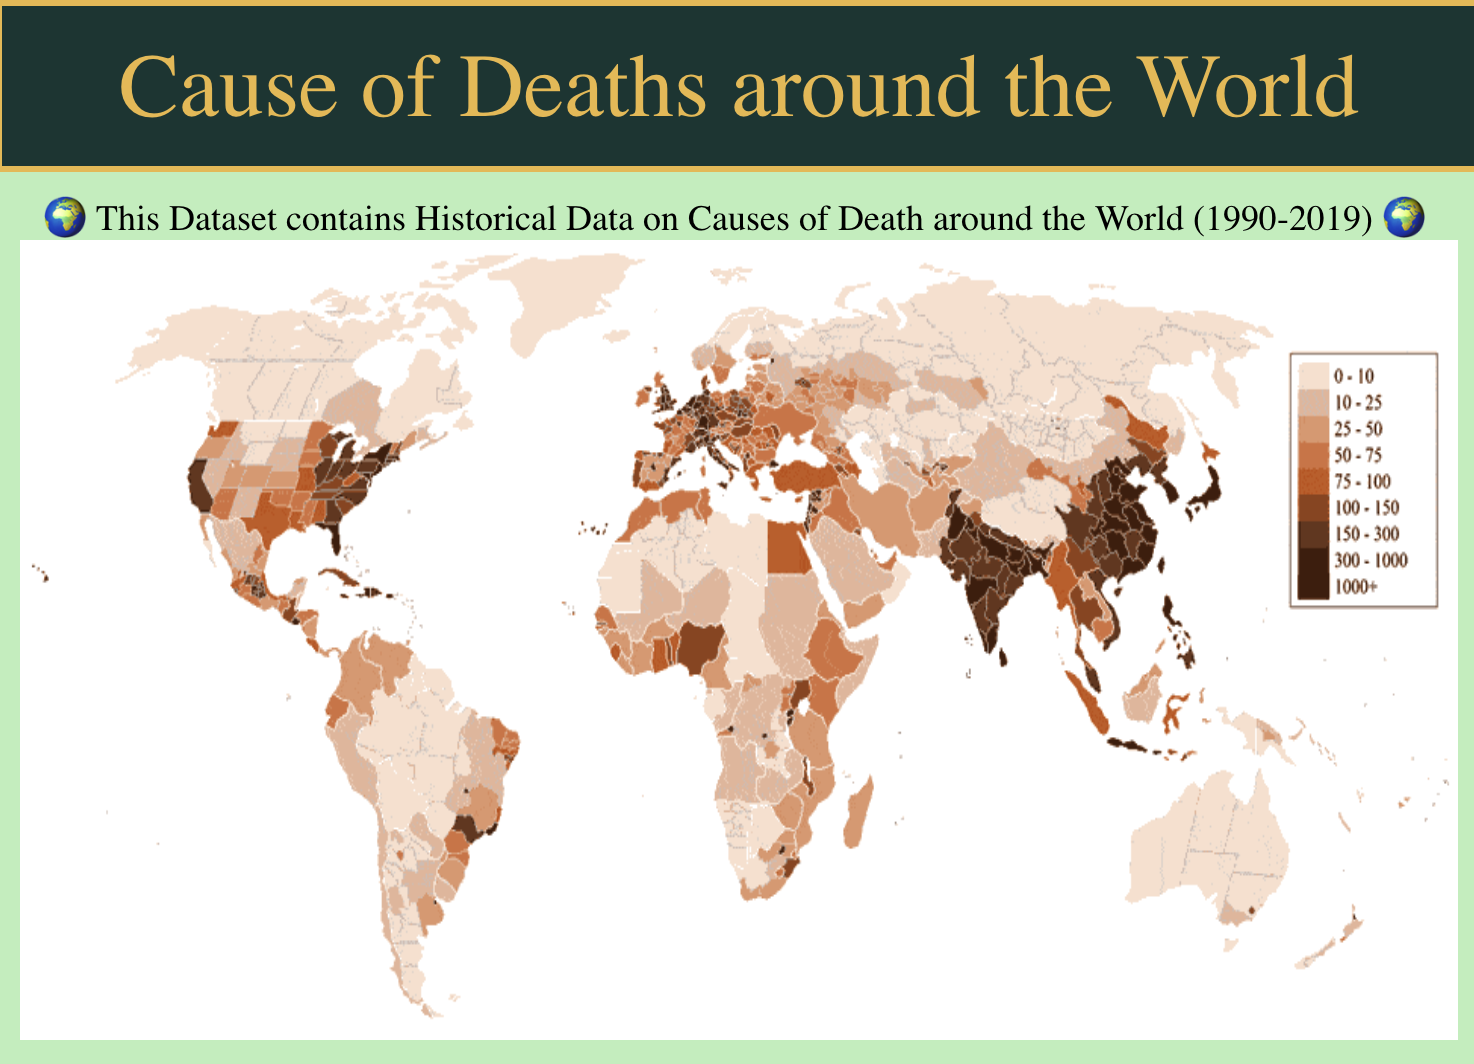 Cause of Deaths around the World
This Dataset contains Historical Data on Causes of Death around the World (1990-2019)
0 - 10
10 - 25
25 - 50
50 - 75
75 - 100
100 - 150
150 - 300
300 - 1000
1000+